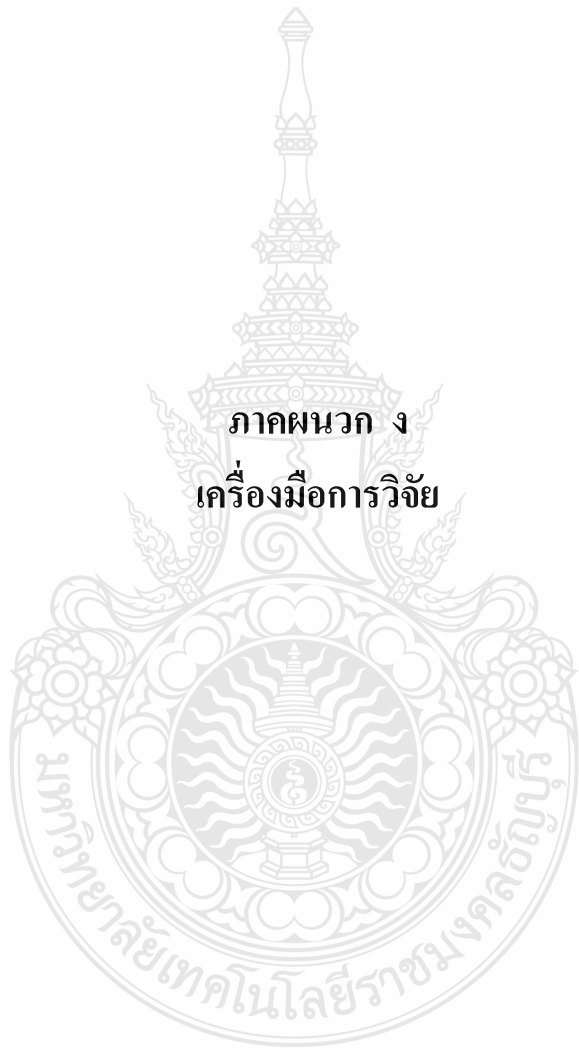 ภาคผนวก ง
เครื่องมือการวิจัย
มหาวิทยาลัยเทคโนโลยีราชมงคลธัญบุรี